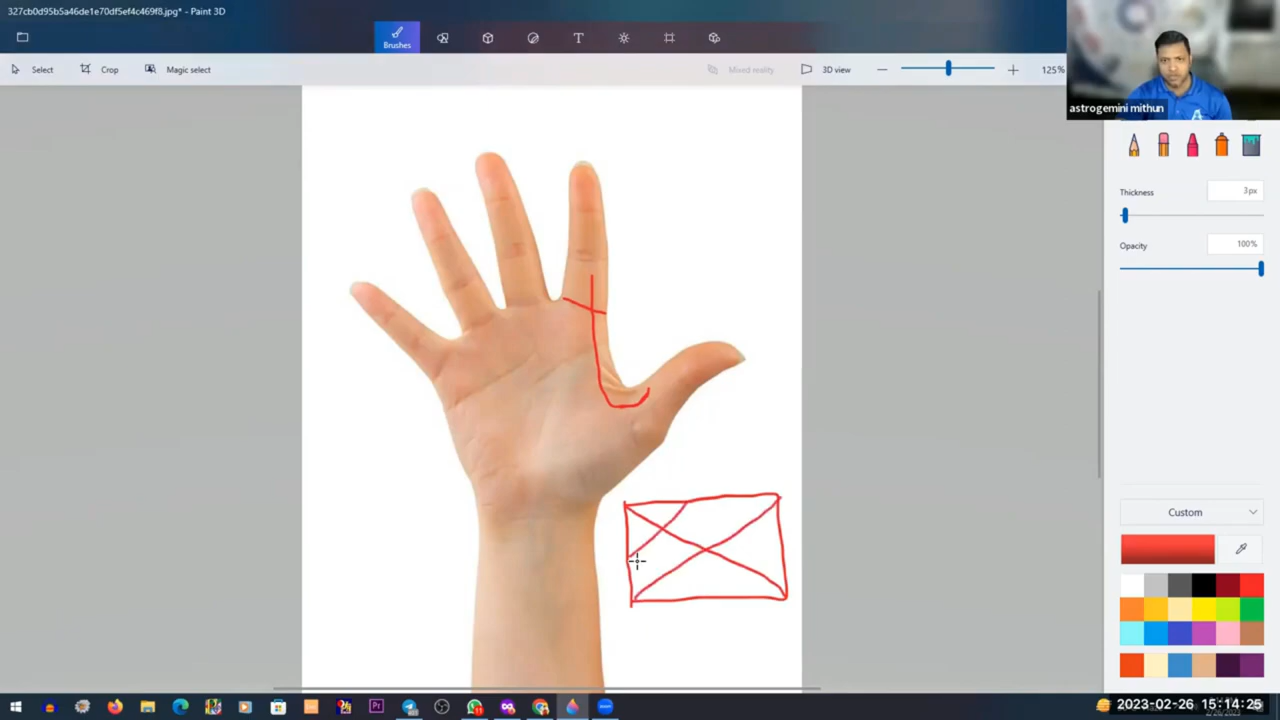 327cb0d95b5a46de1e70df5ef4c469f8.jpg* - Paint 3D
Brushes
Select
Crop
Magic select
Mixed reality
3D view
125%
astrogemini mithun
Thickness
3px
Opacity
100%
Custom
2023-02-26 15:14:25